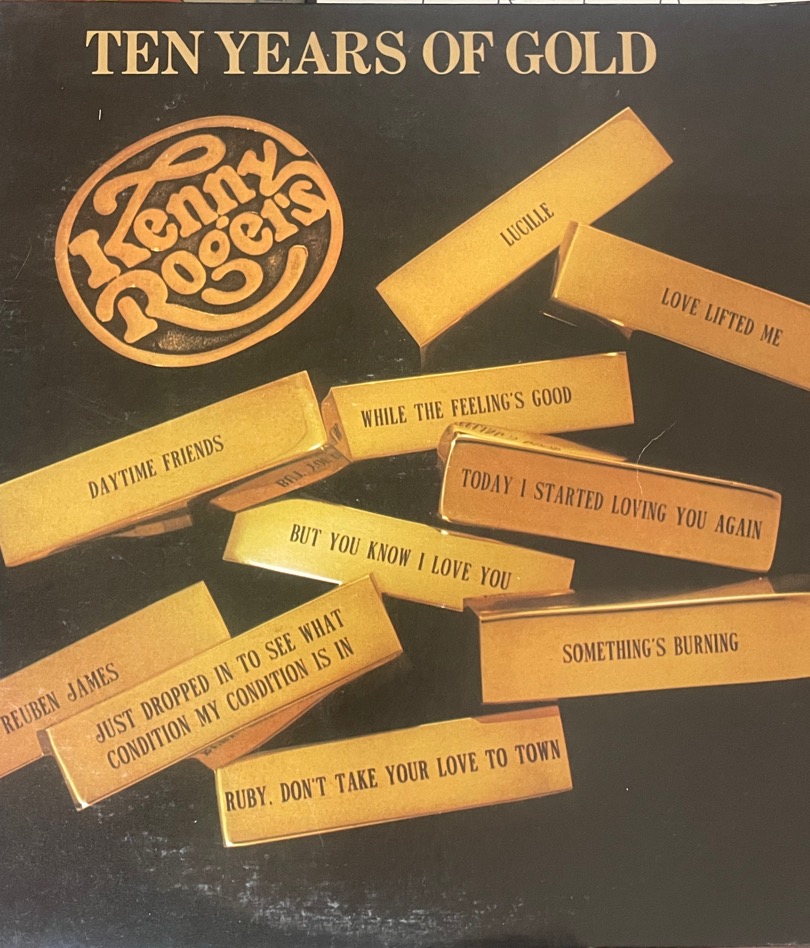 TEN YEARS OF GOLD
Kenny
Rogers
LUCILLE
LOVE LIFTED ME
WHILE THE FEELING'S GOOD
DAYTIME FRIENDS
TODAY I STARTED LOVING YOU AGAIN
BUT YOU KNOW I LOVE YOU
SOMETHING'S BURNING
REUBEN JAMES
JUST DROPPED IN TO SEE WHAT
CONDITION MY CONDITION IS IN
RUBY, DON'T TAKE YOUR LOVE TO TOWN